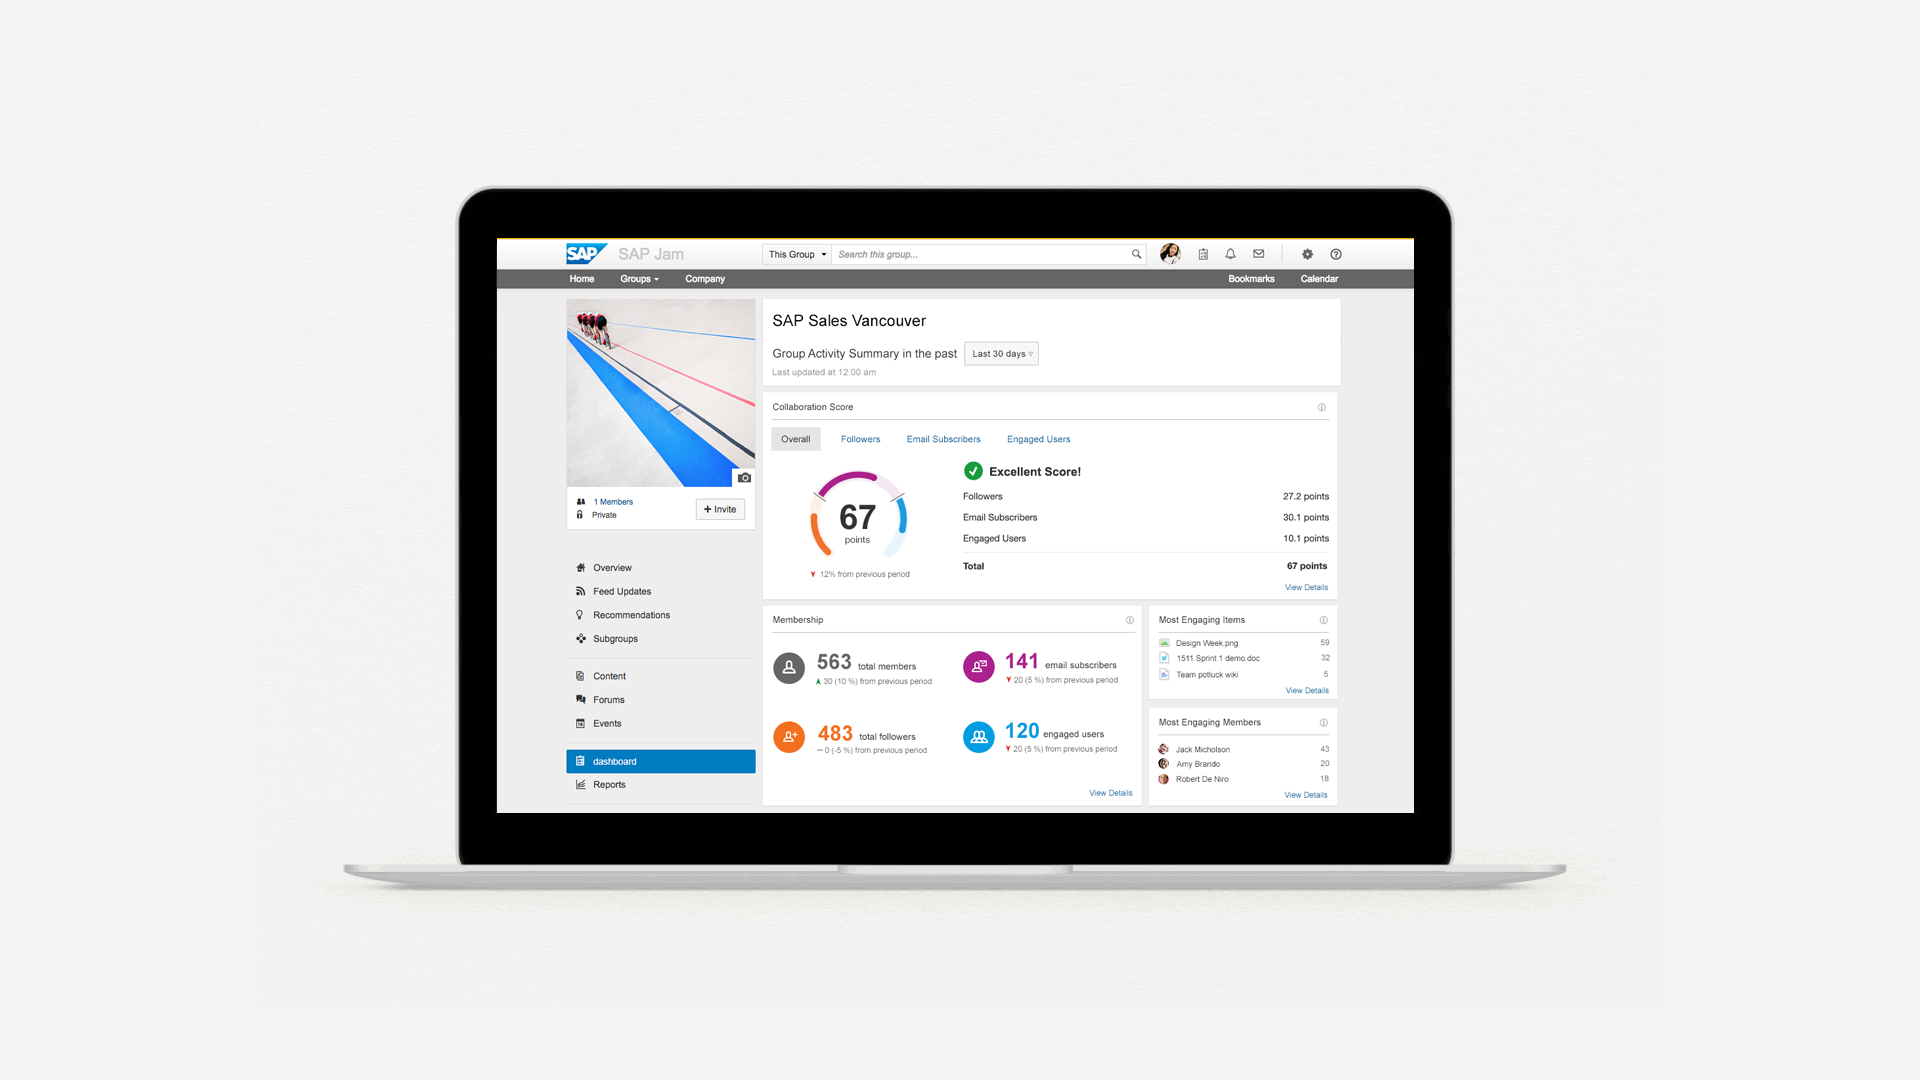 SAP SAP Jam This Group Search this group...
Home Groups Company Bookmarks Calendar
SAP Sales Vancouver
Group Activity Summary in the past Last 30 days
Last updated at 12:00 am
1 Members
Private
+ Invite
Overview
Feed Updates
Recommendations
Subgroups
Content
Forums
Events
dashboard
Reports
Collaboration Score
Overall Followers Email Subscribers Engaged Users
67
points
12% from previous period
Excellent Score!
Followers 27.2 points
Email Subscribers 30.1 points
Engaged Users 10.1 points
Total 67 points
View Details
Membership
563 total members
30 (10 %) from previous period
141 email subscribers
20 (5 %) from previous period
483 total followers
0 (-5 %) from previous period
120 engaged users
20 (5 %) from previous period
View Details
Most Engaging Items
Design Week.png 59
1511 Sprint 1 demo.doc 32
Team potluck wiki 5
View Details
Most Engaging Members
Jack Micholson 43
Amy Brando 20
Robert De Niro 18
View Details